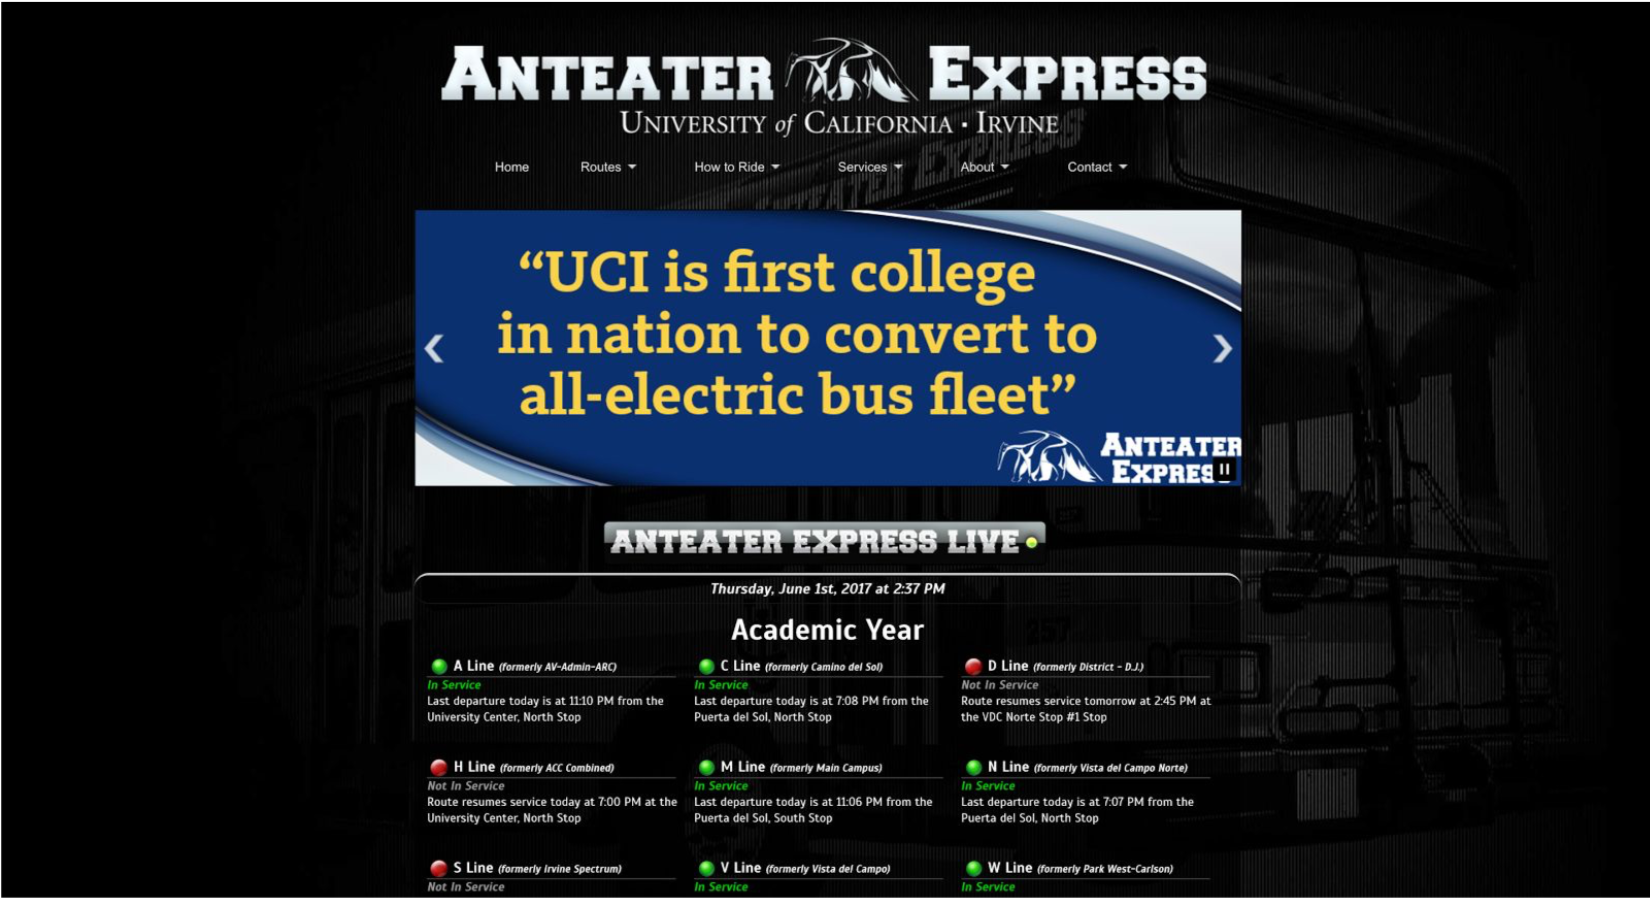 ANTEATER EXPRESS
UNIVERSITY of CALIFORNIA · IRVINE
Home Routes How to Ride Services About Contact
“UCI is first college
in nation to convert to
all-electric bus fleet”
ANTEATER
EXPRESS
ANTEATER EXPRESS LIVE
Thursday, June 1st, 2017 at 2:37 PM
Academic Year
A Line (formerly AV-Admin-ARC)
In Service
Last departure today is at 11:10 PM from the
University Center, North Stop
C Line (formerly Camino del Sol)
In Service
Last departure today is at 7:08 PM from the
Puerta del Sol, North Stop
D Line (formerly District - D.J.)
Not In Service
Route resumes service tomorrow at 2:45 PM at
the VDC Norte Stop #1 Stop
H Line (formerly ACC Combined)
Not In Service
Route resumes service today at 7:00 PM at the
University Center, North Stop
M Line (formerly Main Campus)
In Service
Last departure today is at 11:06 PM from the
Puerta del Sol, South Stop
N Line (formerly Vista del Campo Norte)
In Service
Last departure today is at 7:07 PM from the
Puerta del Sol, North Stop
S Line (formerly Irvine Spectrum)
Not In Service
V Line (formerly Vista del Campo)
In Service
W Line (formerly Park West-Carlson)
In Service
ANTEATER EXPRESS
257